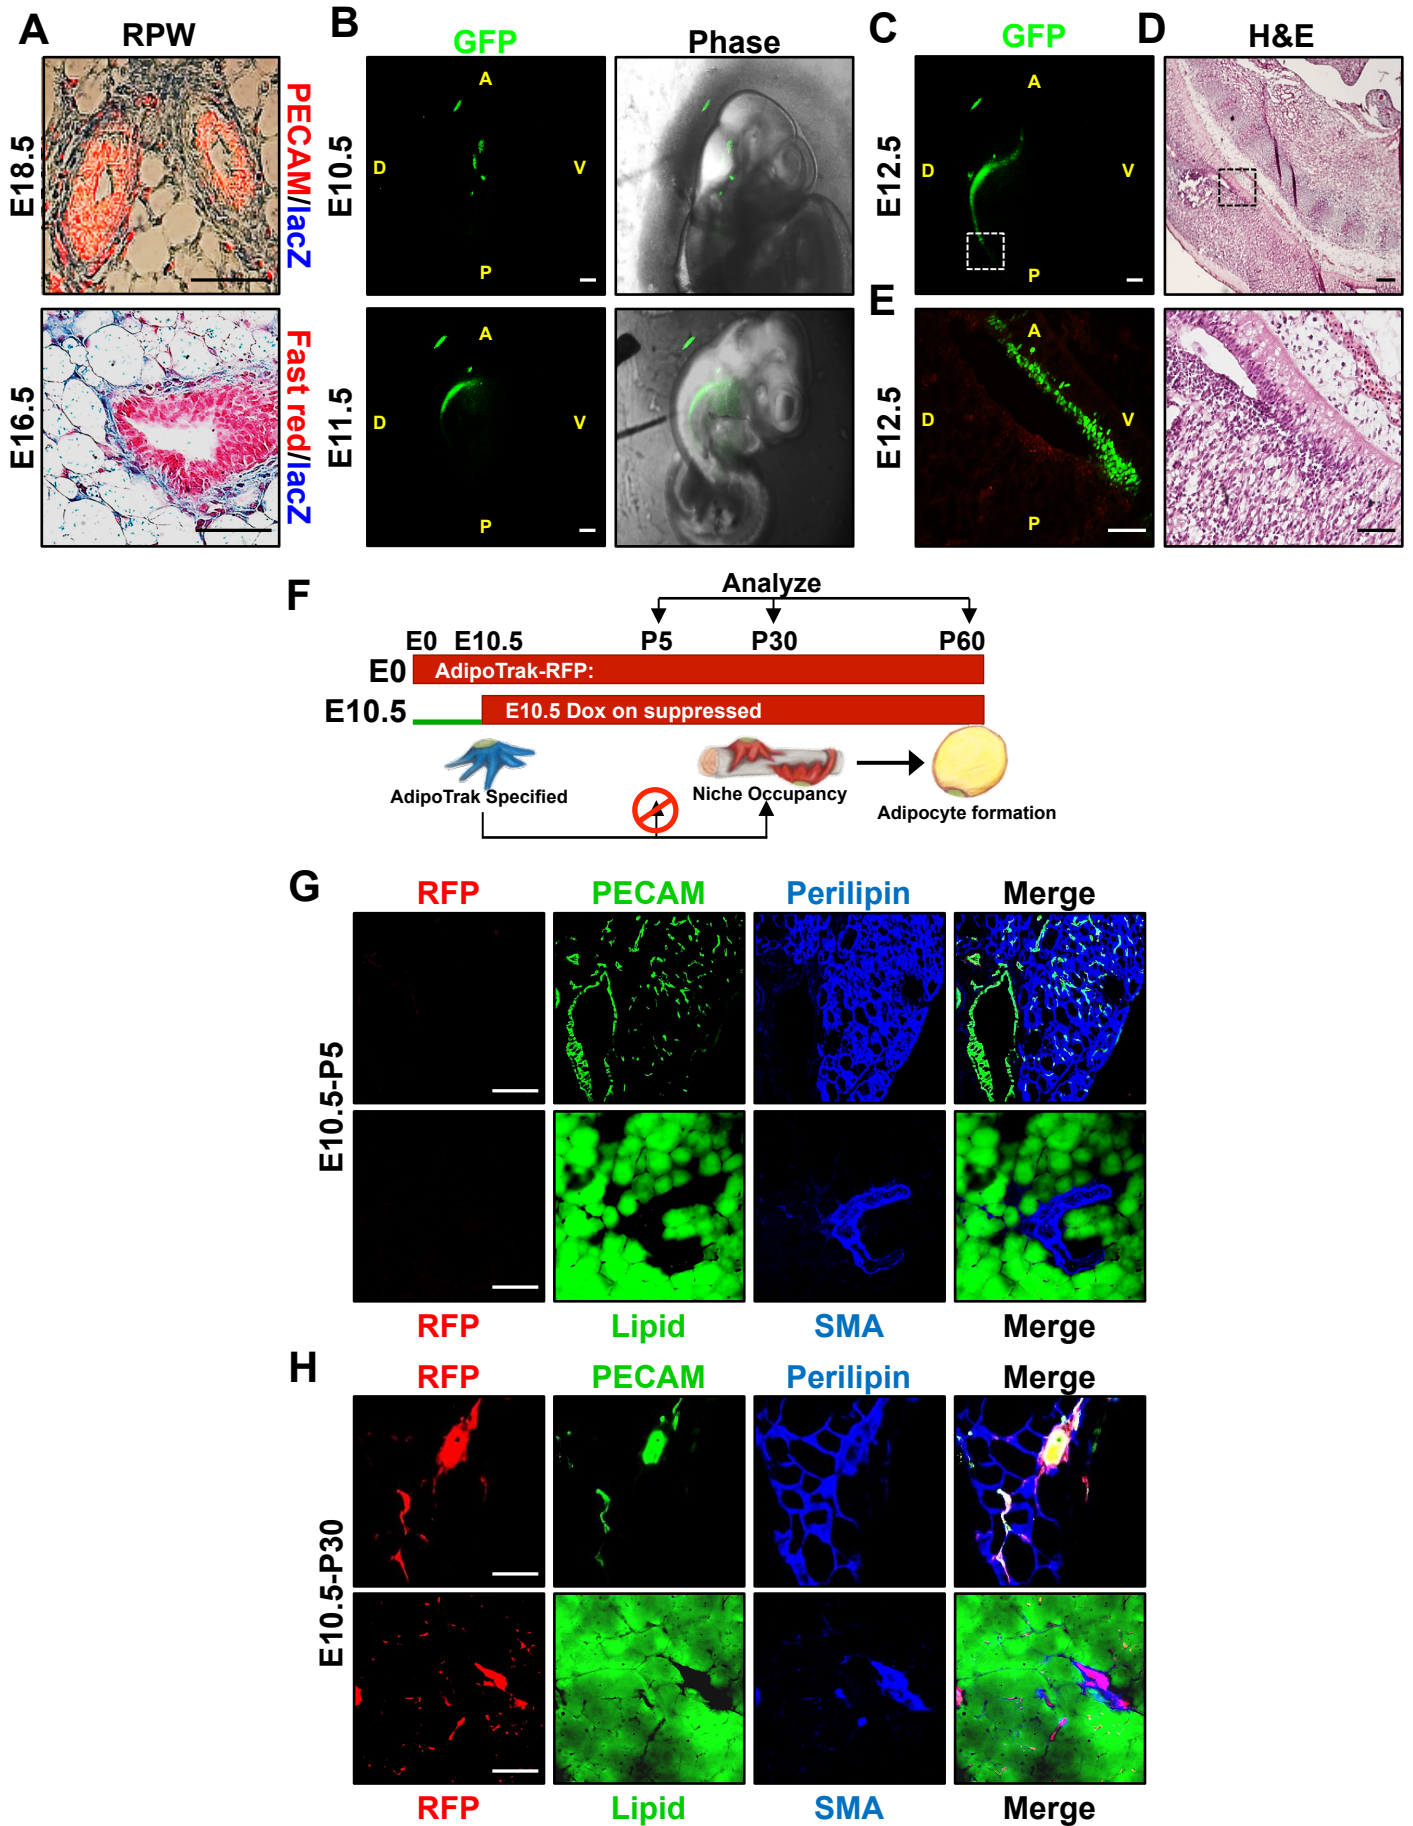 A
RPW
E18.5
PECAM/lacZ
E16.5
Fast red/lacZ
B
GFP
Phase
E10.5
A
D
V
P
E11.5
A
D
V
P
C
GFP
E12.5
A
D
V
P
D
H&E
E
E12.5
A
D
V
P
F
Analyze
E0 E10.5 P5 P30 P60
E0
AdipoTrak-RFP:
E10.5
E10.5 Dox on suppressed
AdipoTrak Specified
Niche Occupancy
Adipocyte formation
G
RFP PECAM Perilipin Merge
E10.5-P5
RFP Lipid SMA Merge
H
RFP PECAM Perilipin Merge
E10.5-P30
RFP Lipid SMA Merge